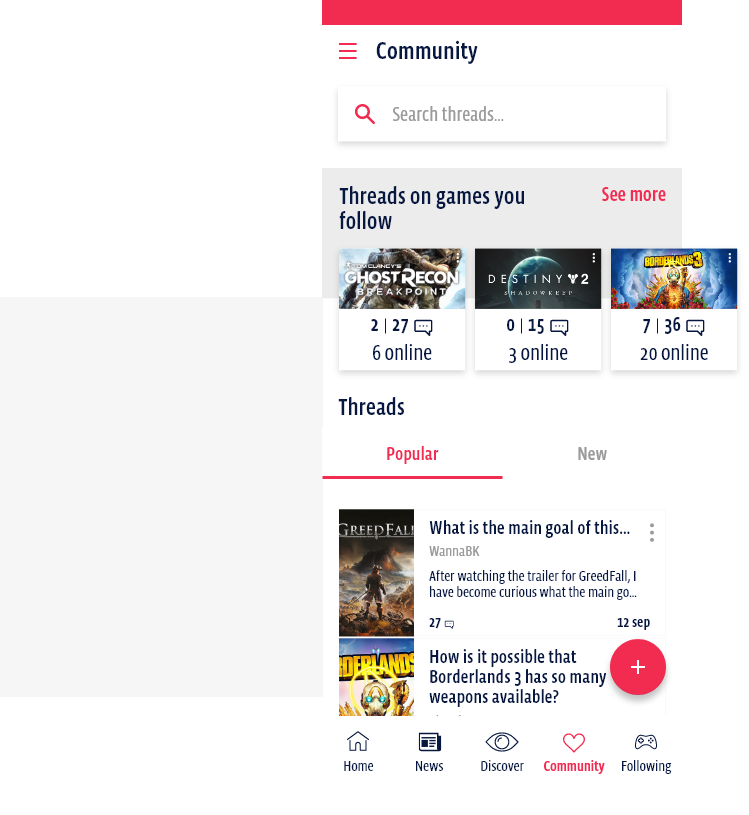 Community
Search threads...
Threads on games you
follow
See more
TOM CLANCY'S
GHOST RECON
BREAKPOINT
2 | 27
6 online
DESTINY 2
SHADOWKEEP
0 | 15
3 online
BORDERLANDS 3
7 | 36
20 online
Threads
Popular
New
GREEDFALL
What is the main goal of this...
WannaBK
After watching the trailer for GreedFall, I
have become curious what the main go...
27
12 sep
BORDERLANDS
How is it possible that
Borderlands 3 has so many
weapons available?
Home
News
Discover
Community
Following